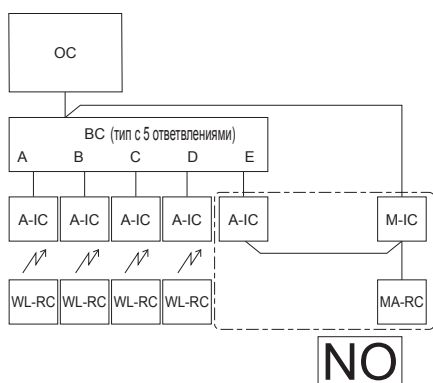 OC
BC (тип с 5 ответвлениями)
A B C D E
A-IC A-IC A-IC A-IC A-IC M-IC
WL-RC WL-RC WL-RC WL-RC MA-RC
NO